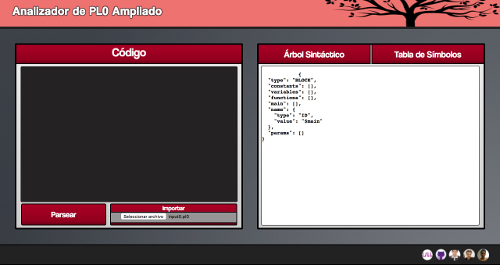 Analizador de PL0 Ampliado
Código
Árbol Sintáctico
Tabla de Símbolos
{
"type": "BLOCK",
"constants": [],
"variables": [],
"functions": [],
"main": [],
"name": {
"type": "ID",
"value": "$main"
},
"params": []
}
Parsear
Importar
Seleccionar archivo
input0.pl0